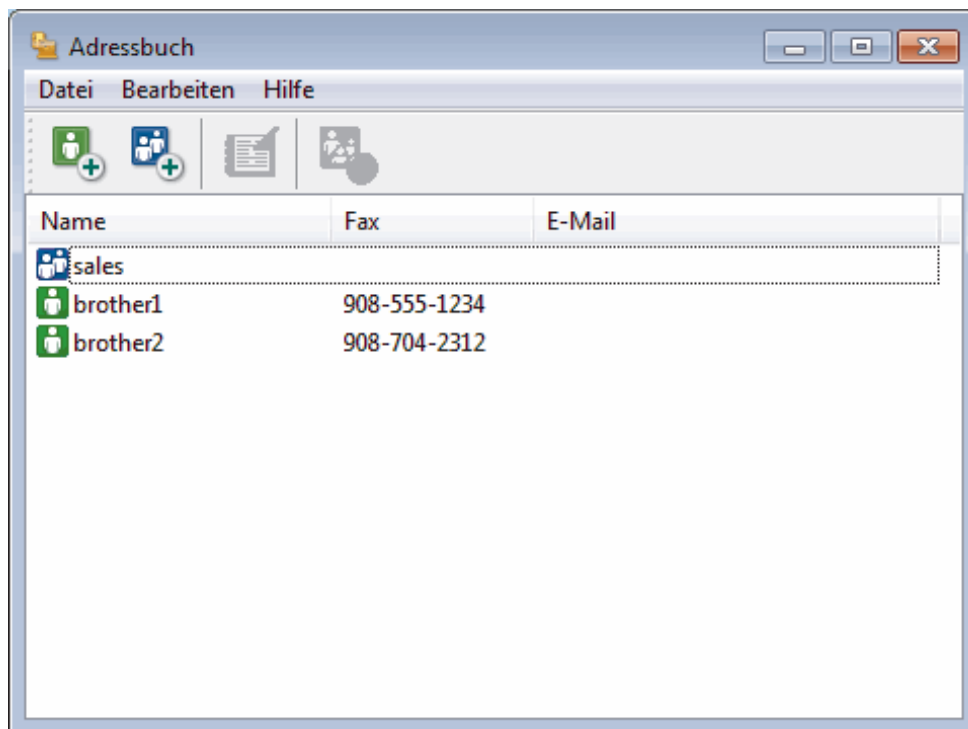 Adressbuch
Datei Bearbeiten Hilfe
Name Fax E-Mail
sales
brother1 908-555-1234
brother2 908-704-2312